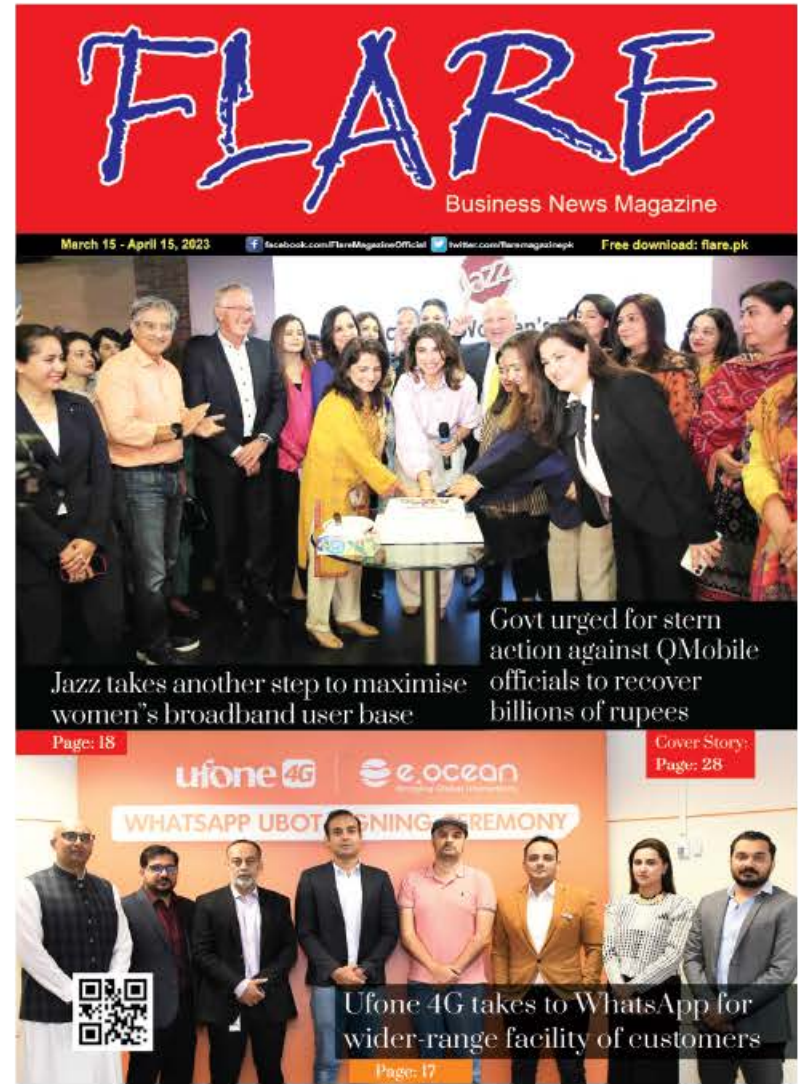 FLARE
Business News Magazine
March 15 - April 15, 2023
facebook.com/FlareMagazineOfficial
twitter.com/flaremagazinepk
Free download: flare.pk
Jazz
Women's
Jazz takes another step to maximise
women"s broadband user base
Page: 18
Govt urged for stern
action against QMobile
officials to recover
billions of rupees
Cover Story:
Page: 28
ufone 4G
e.ocean
WHATSAPP UBOT
Ufone 4G takes to WhatsApp for
wider-range facility of customers
Page: 17